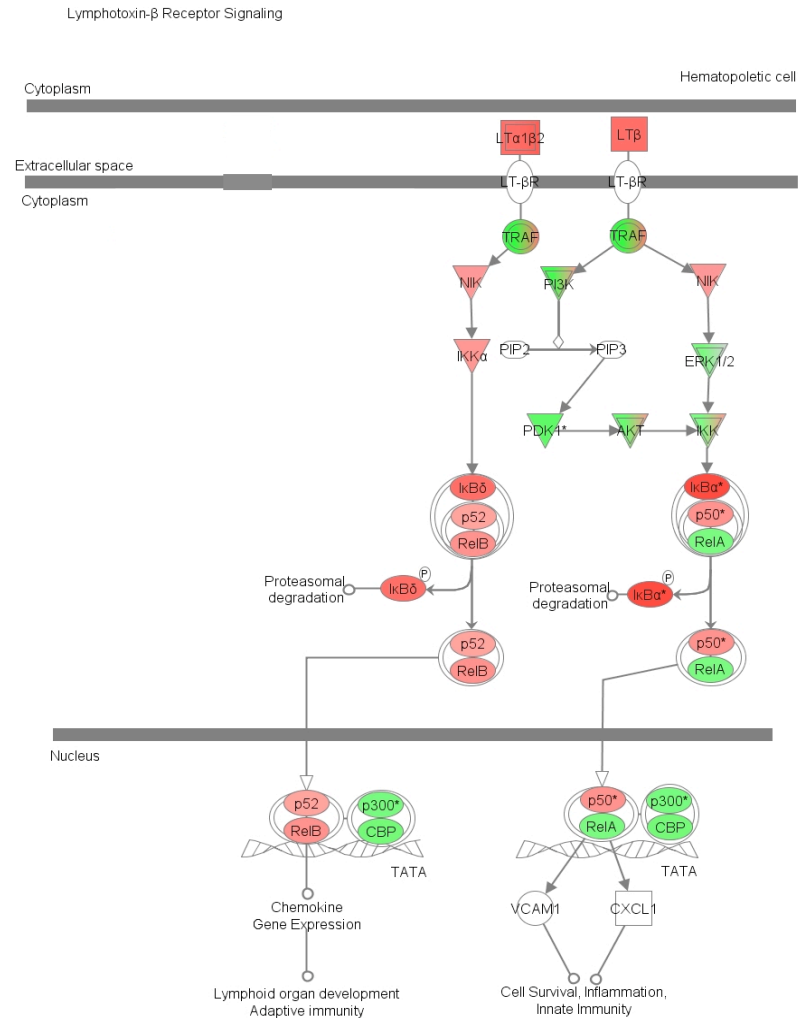 Lymphotoxin-β Receptor Signaling
Hematopoletic cell
Cytoplasm
LTα1β2
LTβ
Extracellular space
LT-βR
LT-βR
Cytoplasm
TRAF
TRAF
NIK
PI3K
NIK
IKKα
PIP2
PIP3
ERK1/2
PDK1*
AKT
IKK
IκBδ
p52
RelB
IκBα*
p50*
RelA
Proteasomal
degradation
IκBδ
P
Proteasomal
degradation
IκBα*
P
p52
RelB
p50*
RelA
Nucleus
p52
RelB
p300*
CBP
TATA
p50*
RelA
p300*
CBP
TATA
Chemokine
Gene Expression
VCAM1
CXCL1
Lymphoid organ development
Adaptive immunity
Cell Survival, Inflammation,
Innate Immunity